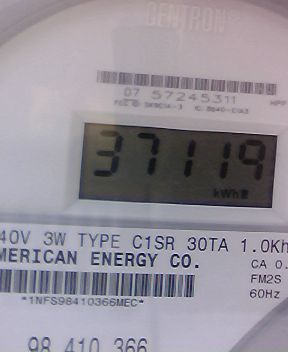 CENTRON®
07 57245311
37119
kWh
40V 3W TYPE C1SR 30TA 1.0Kh
MERICAN ENERGY CO.
CA 0.
FM2S
60Hz
*1NFS98410366MEC*
98 410 366